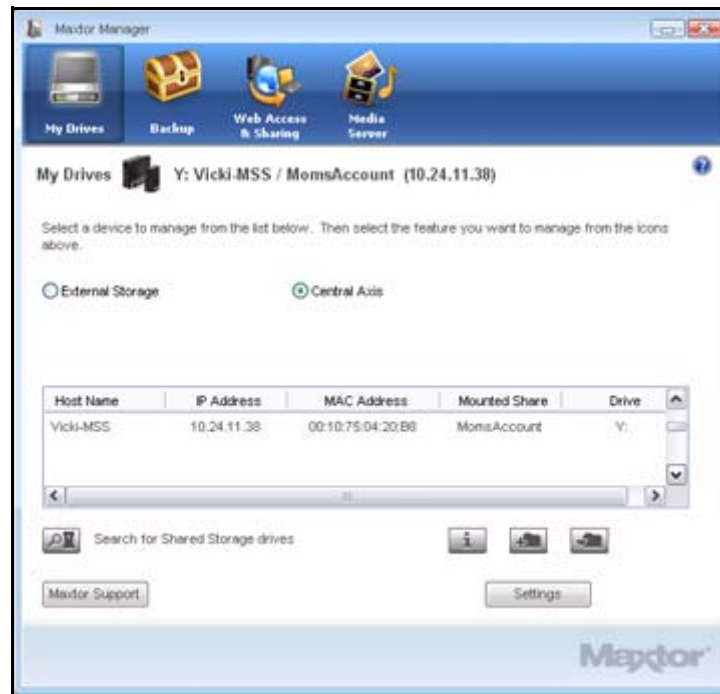 Maxtor Manager
My Drives
Backup
Web Access
& Sharing
Media
Server
My Drives Y: Vicki-MSS / MomsAccount (10.24.11.38)
Select a device to manage from the list below. Then select the feature you want to manage from the icons
above.
External Storage Central Axis
Host Name IP Address MAC Address Mounted Share Drive
Vicki-MSS 10.24.11.38 00:10:75:04:20:B8 MomsAccount Y:
Search for Shared Storage drives
i
Maxtor Support Settings
Maxtor